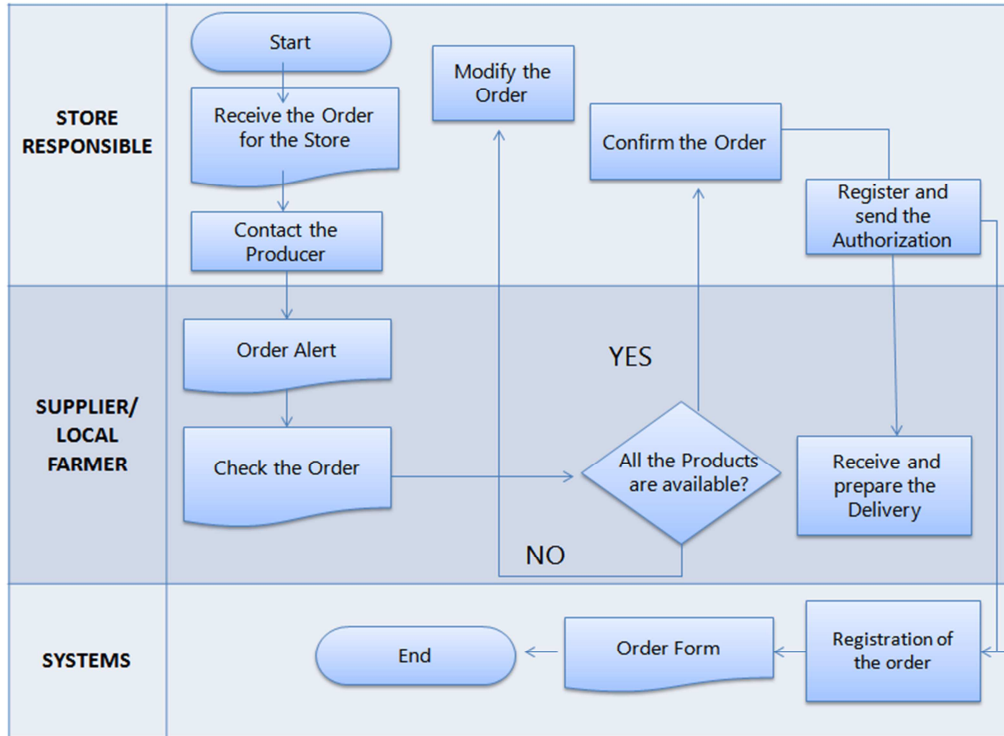 STORE
RESPONSIBLE
Start
Receive the Order
for the Store
Contact the
Producer
Modify the
Order
Confirm the Order
Register and
send the
Authorization
SUPPLIER/
LOCAL
FARMER
Order Alert
Check the Order
YES
All the Products
are available?
NO
Receive and
prepare the
Delivery
SYSTEMS
End
Order Form
Registration of
the order